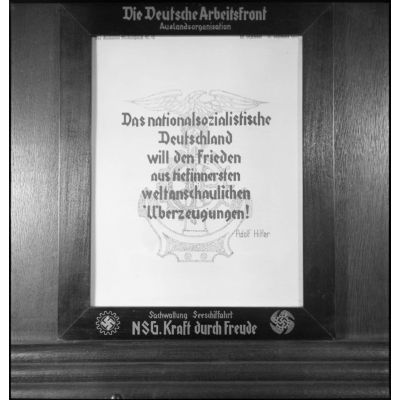 Die Deutsche Arbeitsfront
Auslandsorganisation
Das nationalsozialistische
Deutschland
will den Frieden
aus tiefinnersten
weltanschaulichen
Überzeugungen!
Adolf Hitler
Sachwaltung Seeschiffahrt
NSG. Kraft durch Freude